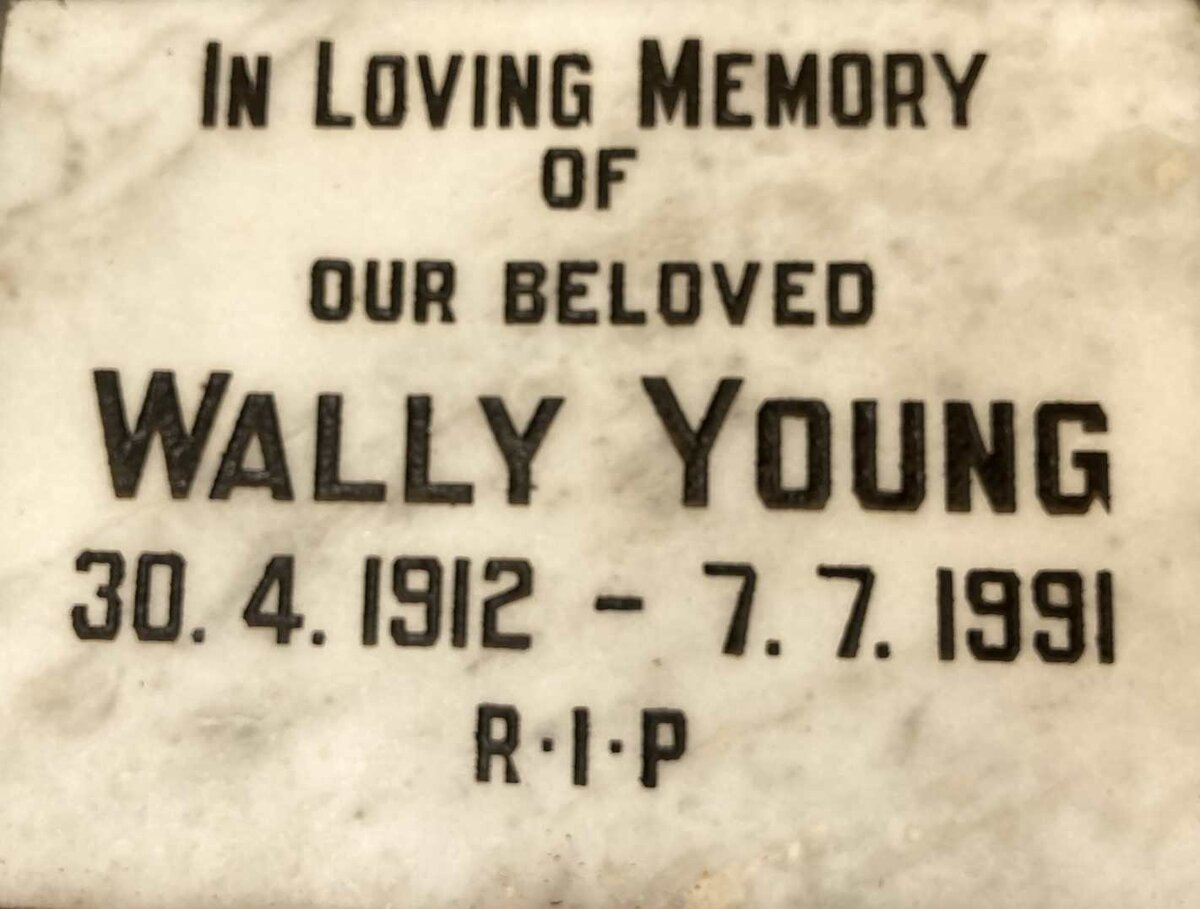 IN LOVING MEMORY
OF
OUR BELOVED
WALLY YOUNG
30. 4. 1912 - 7. 7. 1991
R·I·P